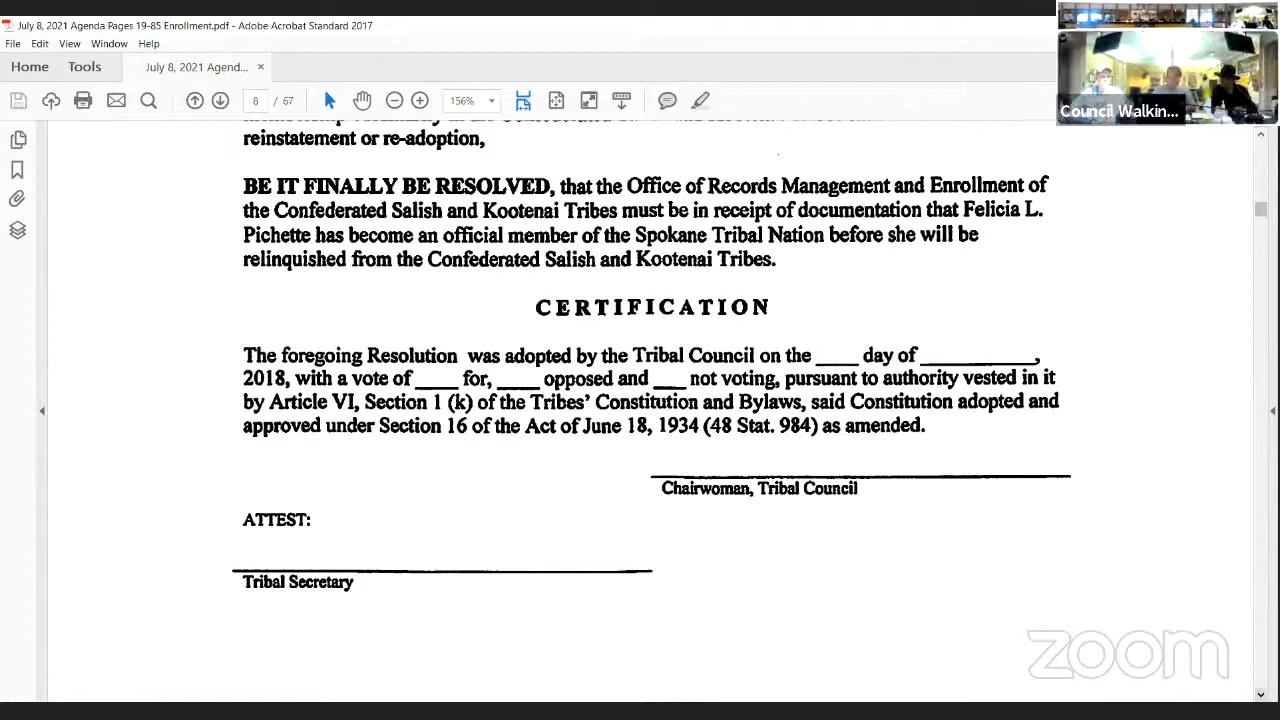 July 8, 2021 Agenda Pages 19-85 Enrollment.pdf - Adobe Acrobat Standard 2017
File Edit View Window Help
Home Tools July 8, 2021 Agend... ×
8 / 67 156%
Council Walkin...
reinstatement or re-adoption,
BE IT FINALLY BE RESOLVED, that the Office of Records Management and Enrollment of
the Confederated Salish and Kootenai Tribes must be in receipt of documentation that Felicia L.
Pichette has become an official member of the Spokane Tribal Nation before she will be
relinquished from the Confederated Salish and Kootenai Tribes.
CERTIFICATION
The foregoing Resolution was adopted by the Tribal Council on the ____ day of ____________,
2018, with a vote of ____ for, ____ opposed and ___ not voting, pursuant to authority vested in it
by Article VI, Section 1 (k) of the Tribes' Constitution and Bylaws, said Constitution adopted and
approved under Section 16 of the Act of June 18, 1934 (48 Stat. 984) as amended.
Chairwoman, Tribal Council
ATTEST:
Tribal Secretary
zoom